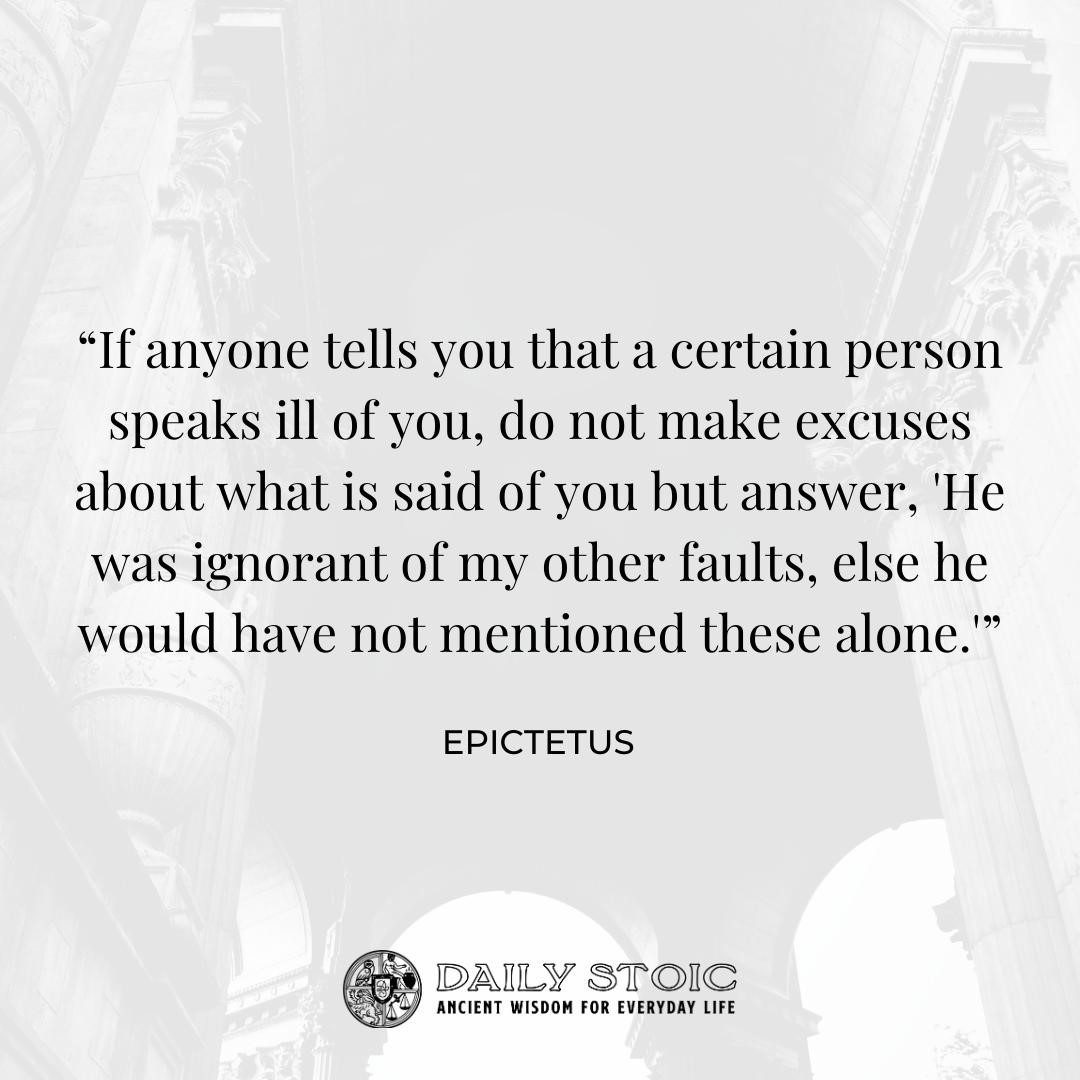 “If anyone tells you that a certain person
speaks ill of you, do not make excuses
about what is said of you but answer, 'He
was ignorant of my other faults, else he
would have not mentioned these alone.'”
EPICTETUS
DAILY STOIC
ANCIENT WISDOM FOR EVERYDAY LIFE